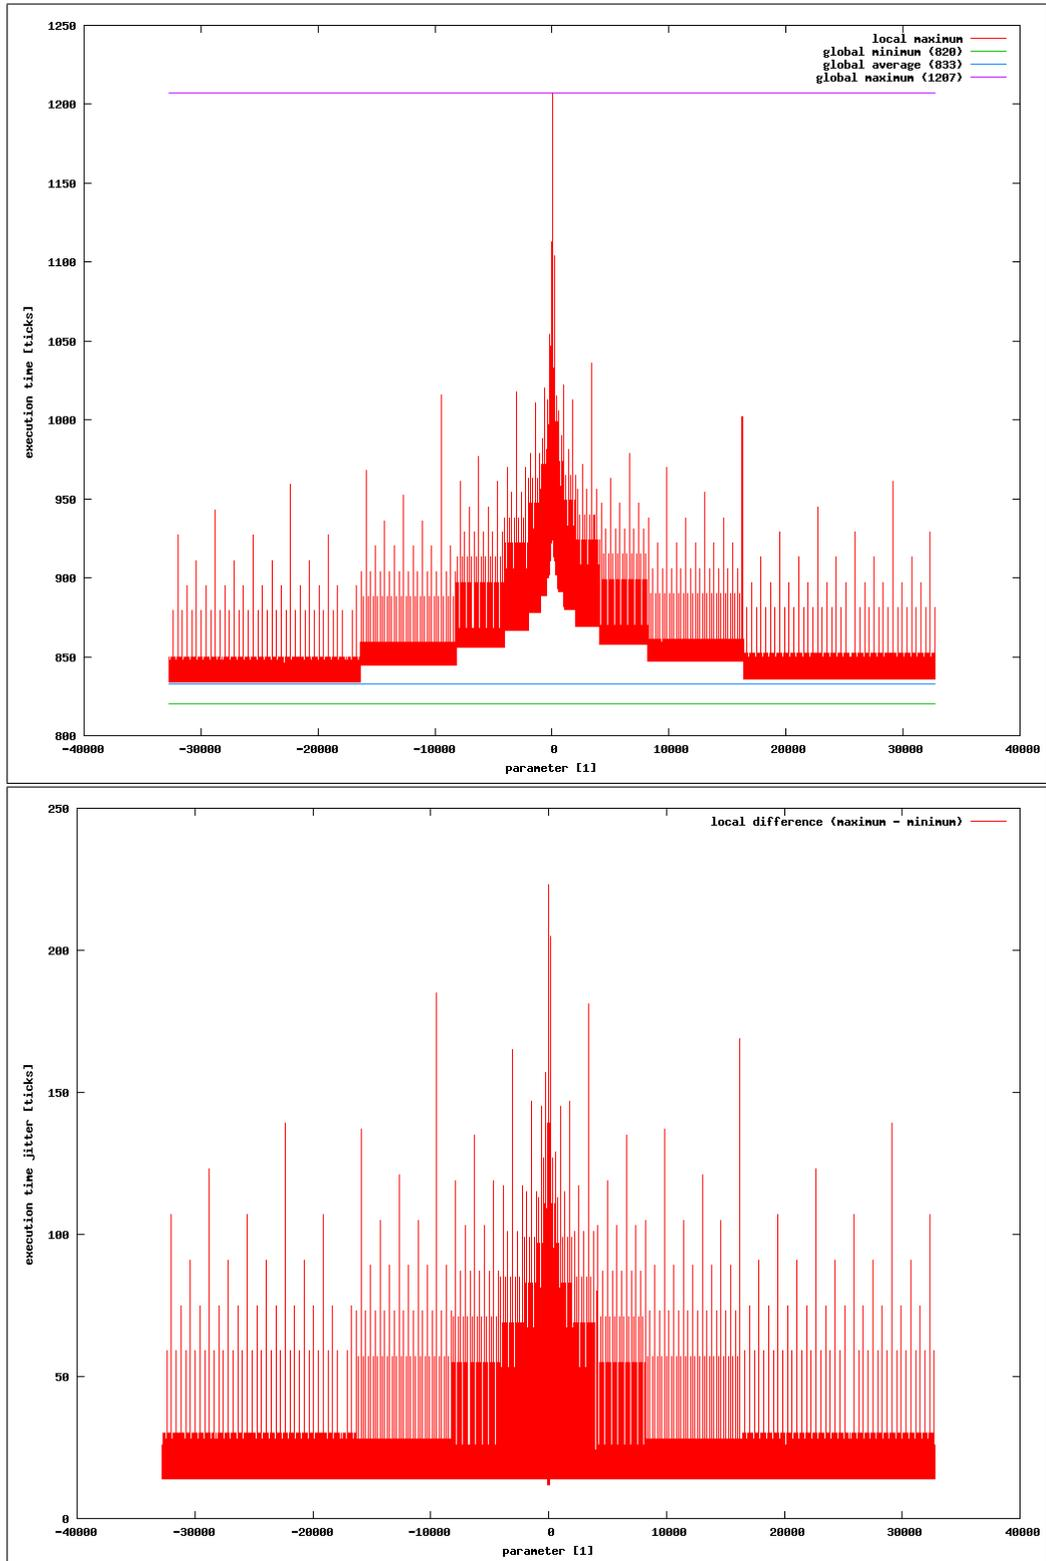 1250
1200
1150
1100
1050
1000
950
900
850
800
execution time [ticks]
local maximum
global minimum (820)
global average (833)
global maximum (1207)
-40000 -30000 -20000 -10000 0 10000 20000 30000 40000
parameter [1]
250
200
150
100
50
0
execution time jitter [ticks]
local difference (maximum - minimum)
-40000 -30000 -20000 -10000 0 10000 20000 30000 40000
parameter [1]